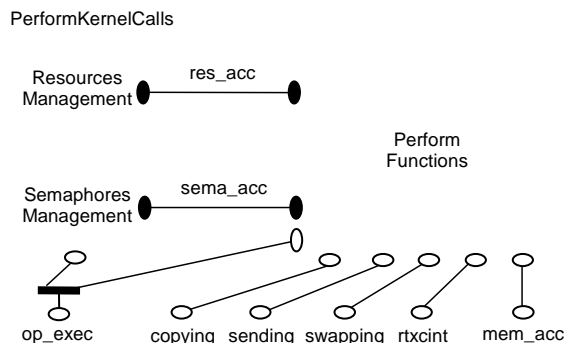 PerformKernelCalls
res_acc
Resources
Management
Perform
Functions
sema_acc
Semaphores
Management
op_exec copying sending swapping rtxcint mem_acc